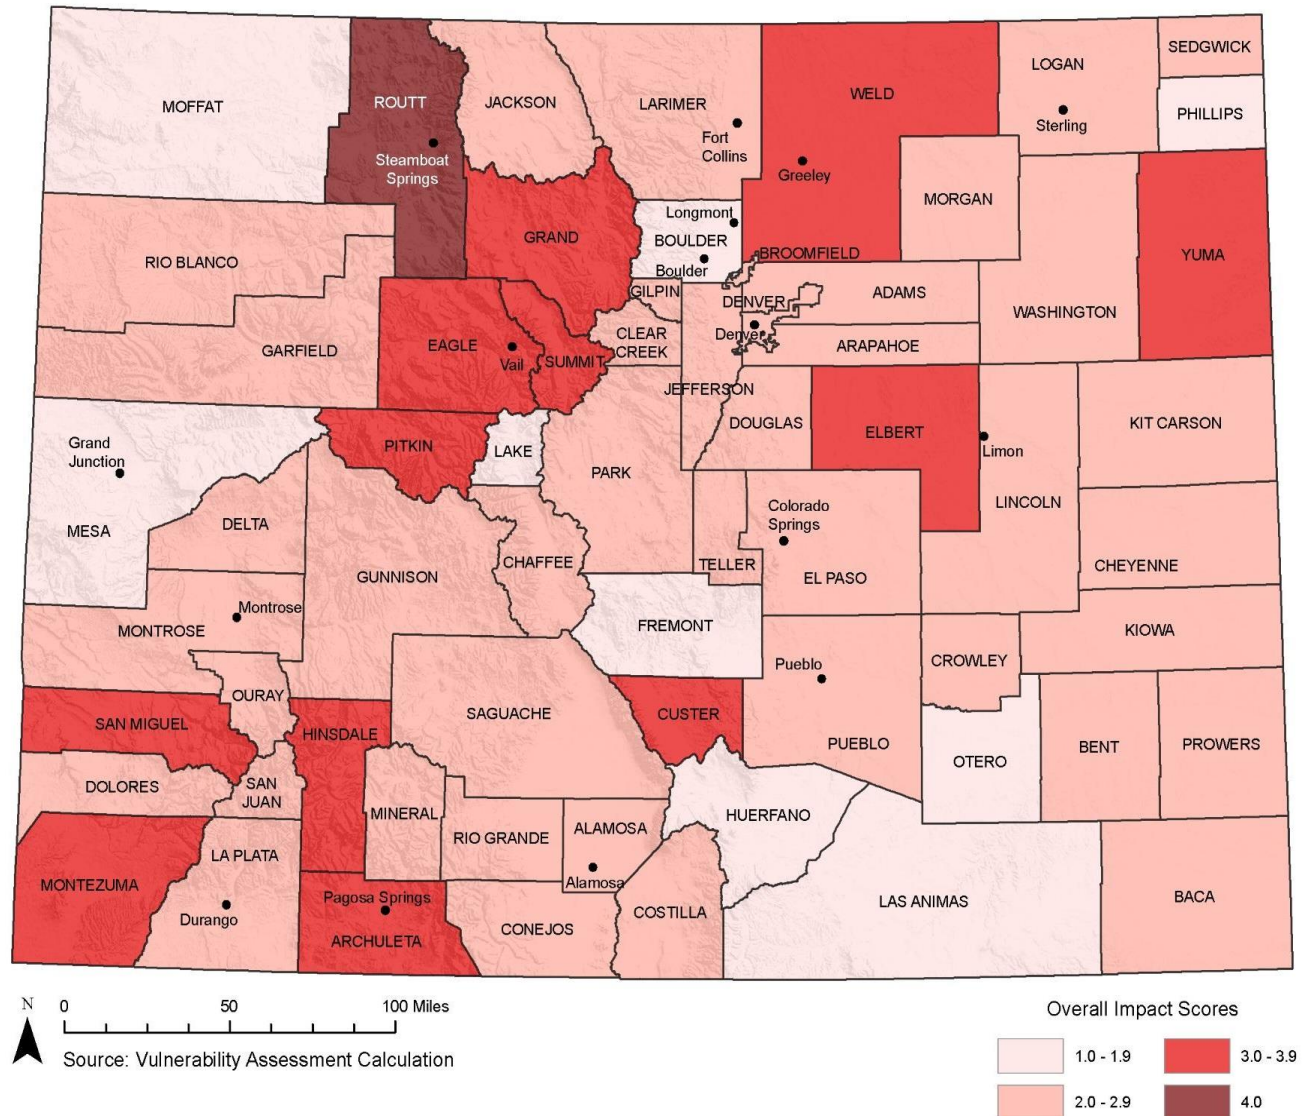 SEDGWICK
LOGAN
MOFFAT
ROUTT
JACKSON
LARIMER
WELD
PHILLIPS
Sterling
Fort
Collins
Steamboat
Springs
Greeley
MORGAN
Longmont
GRAND
BOULDER
BROOMFIELD
YUMA
RIO BLANCO
Boulder
GILPIN
DENVER
ADAMS
WASHINGTON
CLEAR
CREEK
Denver
ARAPAHOE
GARFIELD
EAGLE
Vail
SUMMIT
JEFFERSON
DOUGLAS
ELBERT
KIT CARSON
Grand
Junction
PITKIN
LAKE
PARK
Limon
LINCOLN
MESA
DELTA
Colorado
Springs
GUNNISON
CHAFFEE
TELLER
EL PASO
CHEYENNE
Montrose
MONTROSE
FREMONT
KIOWA
Pueblo
CROWLEY
OURAY
SAN MIGUEL
HINSDALE
SAGUACHE
CUSTER
PUEBLO
OTERO
BENT
PROWERS
DOLORES
SAN
JUAN
MINERAL
RIO GRANDE
ALAMOSA
HUERFANO
LA PLATA
MONTEZUMA
Alamosa
Pagosa Springs
Durango
ARCHULETA
CONEJOS
COSTILLA
LAS ANIMAS
BACA
N
0 50 100 Miles
Source: Vulnerability Assessment Calculation
Overall Impact Scores
1.0 - 1.9
3.0 - 3.9
2.0 - 2.9
4.0